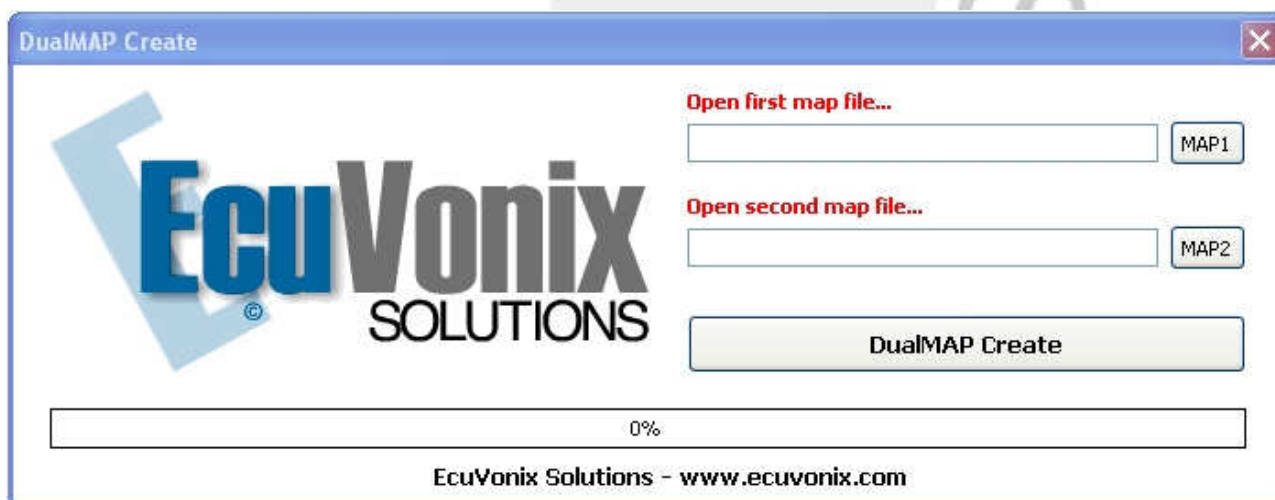 DualMAP Create
Open first map file...
MAP1
Open second map file...
MAP2
EcuVonix
©
SOLUTIONS
DualMAP Create
0%
EcuVonix Solutions - www.ecuvonix.com